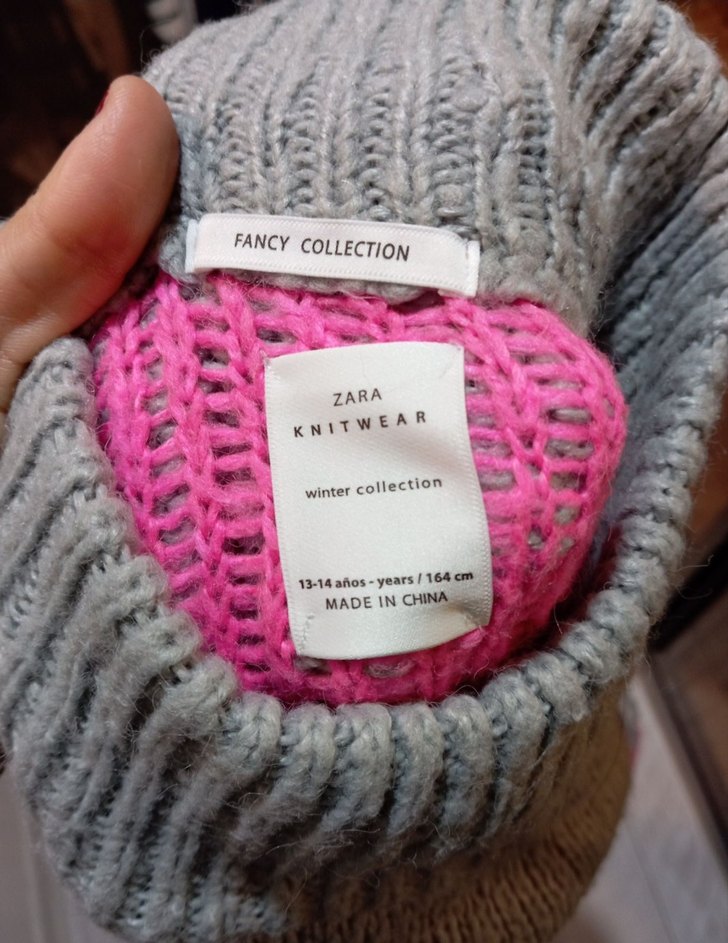 FANCY COLLECTION
ZARA
KNITWEAR
winter collection
13-14 años - years / 164 cm
MADE IN CHINA